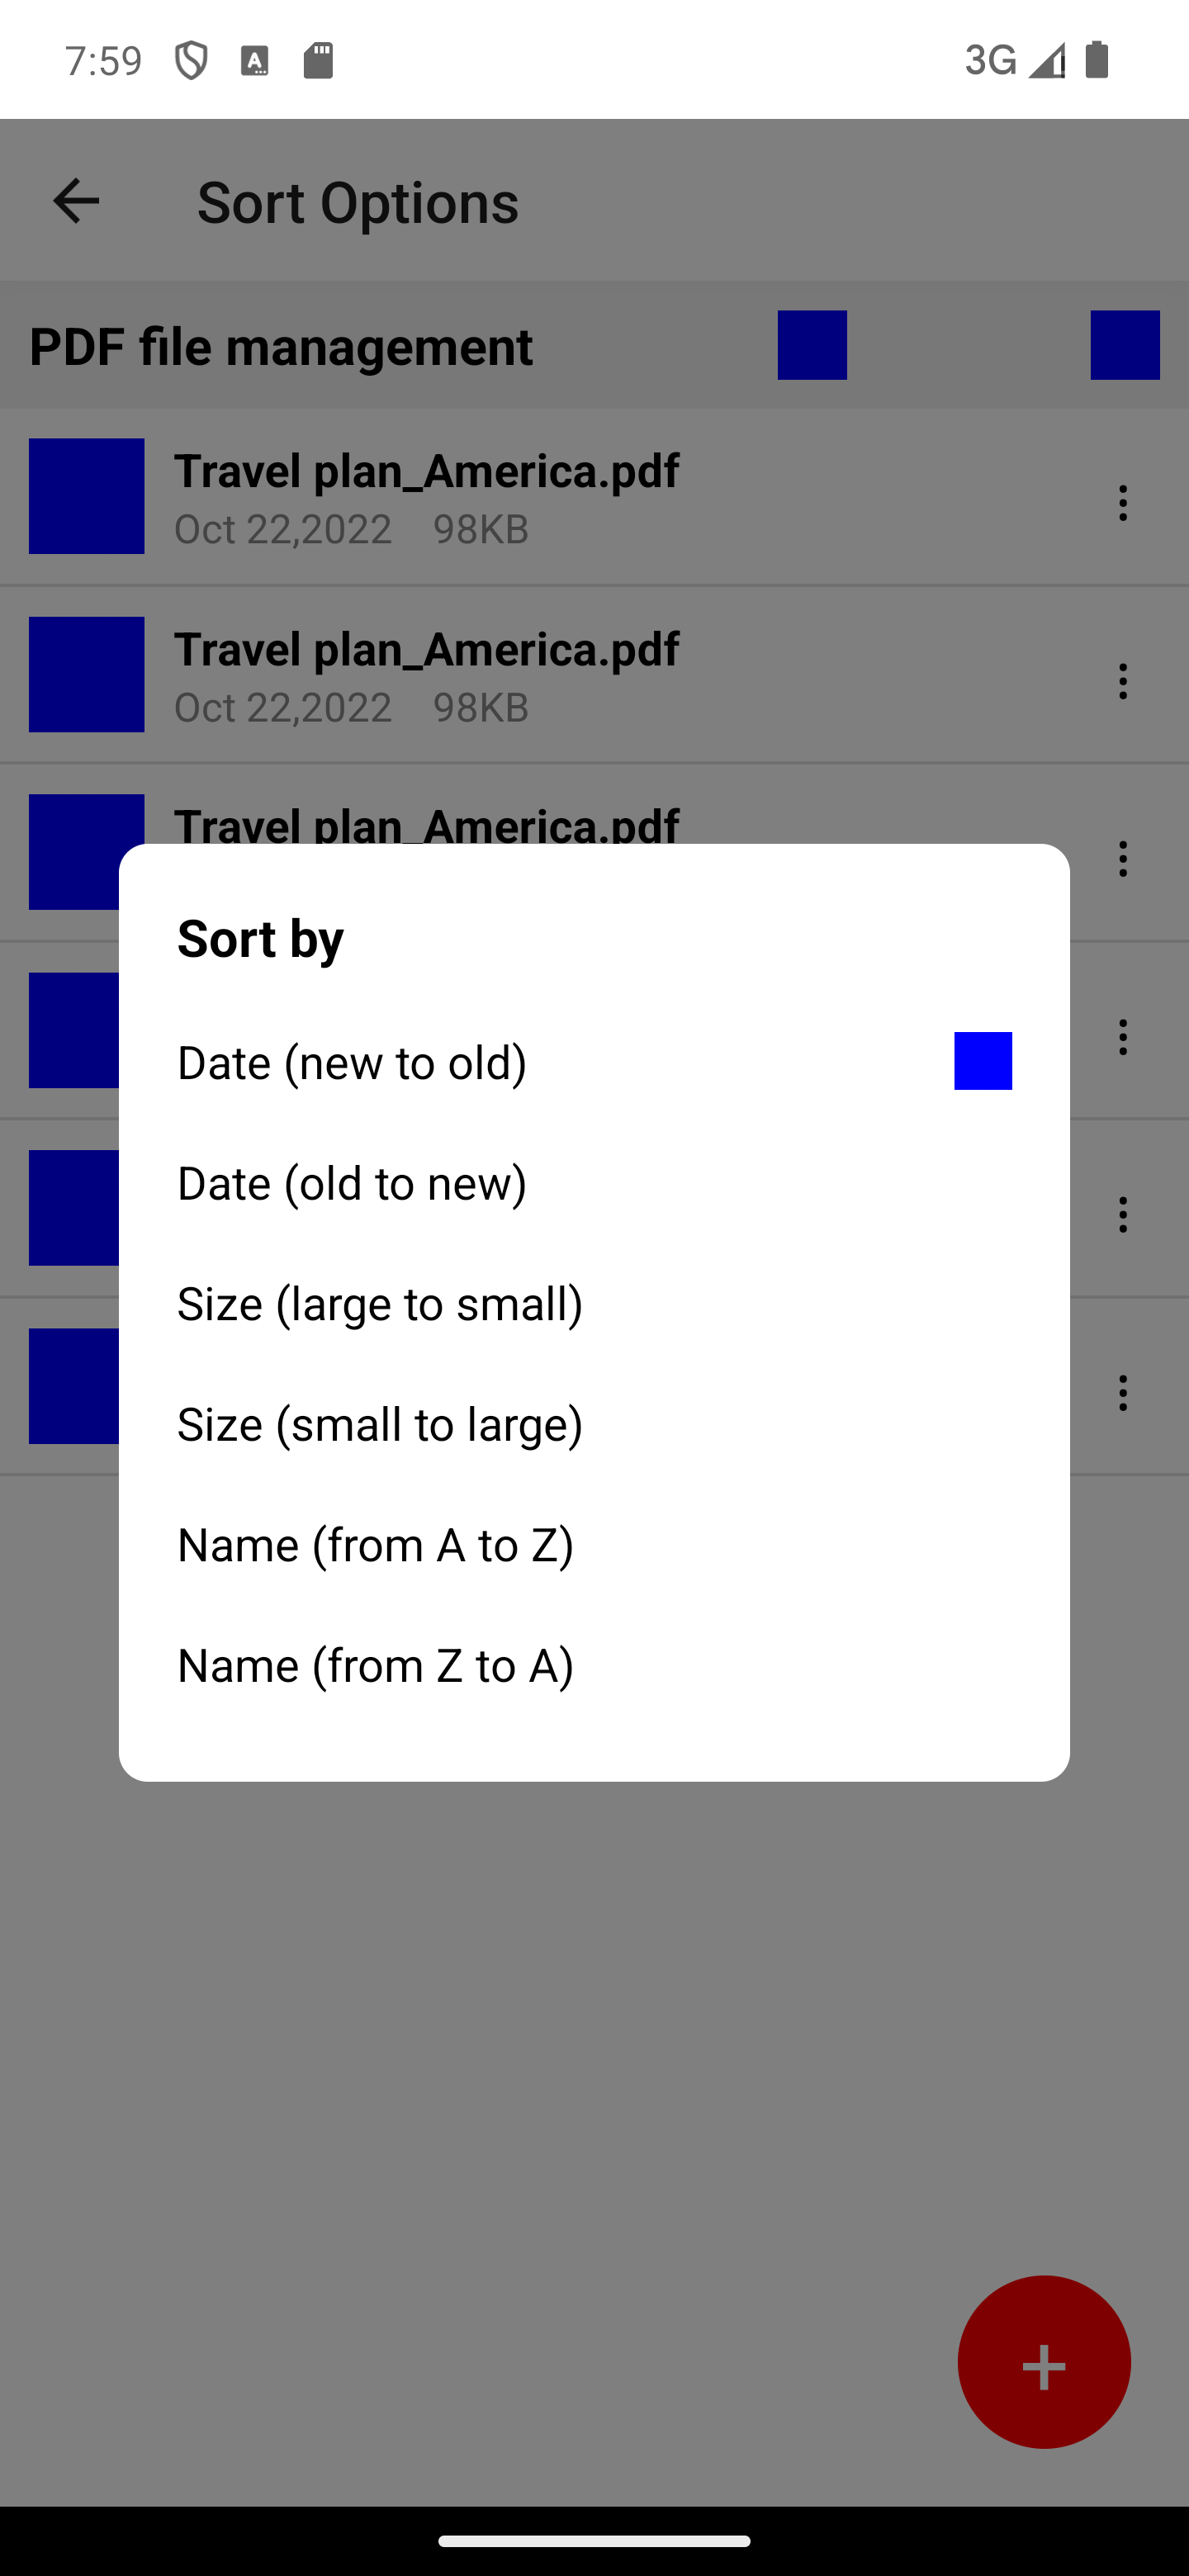 7:59
3G
Sort Options
PDF file management
Travel plan_America.pdf
Oct 22,2022 98KB
Travel plan_America.pdf
Oct 22,2022 98KB
Travel plan_America.pdf
Sort by
Date (new to old)
Date (old to new)
Size (large to small)
Size (small to large)
Name (from A to Z)
Name (from Z to A)
+